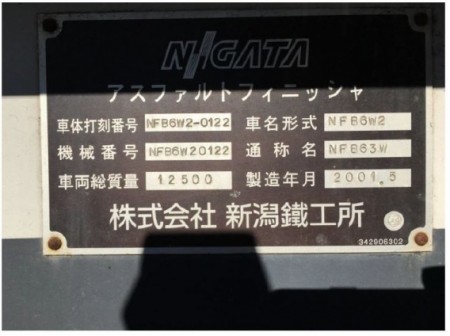 NIIGATA
アスファルトフィニッシャ
車体打刻番号 NFB6W2-0122 車名形式 NFB6W2
機械番号 NFB6W20122 通称名 NFB63W
車両総質量 12500 製造年月 2001.5
株式会社 新潟鐵工所
342906302